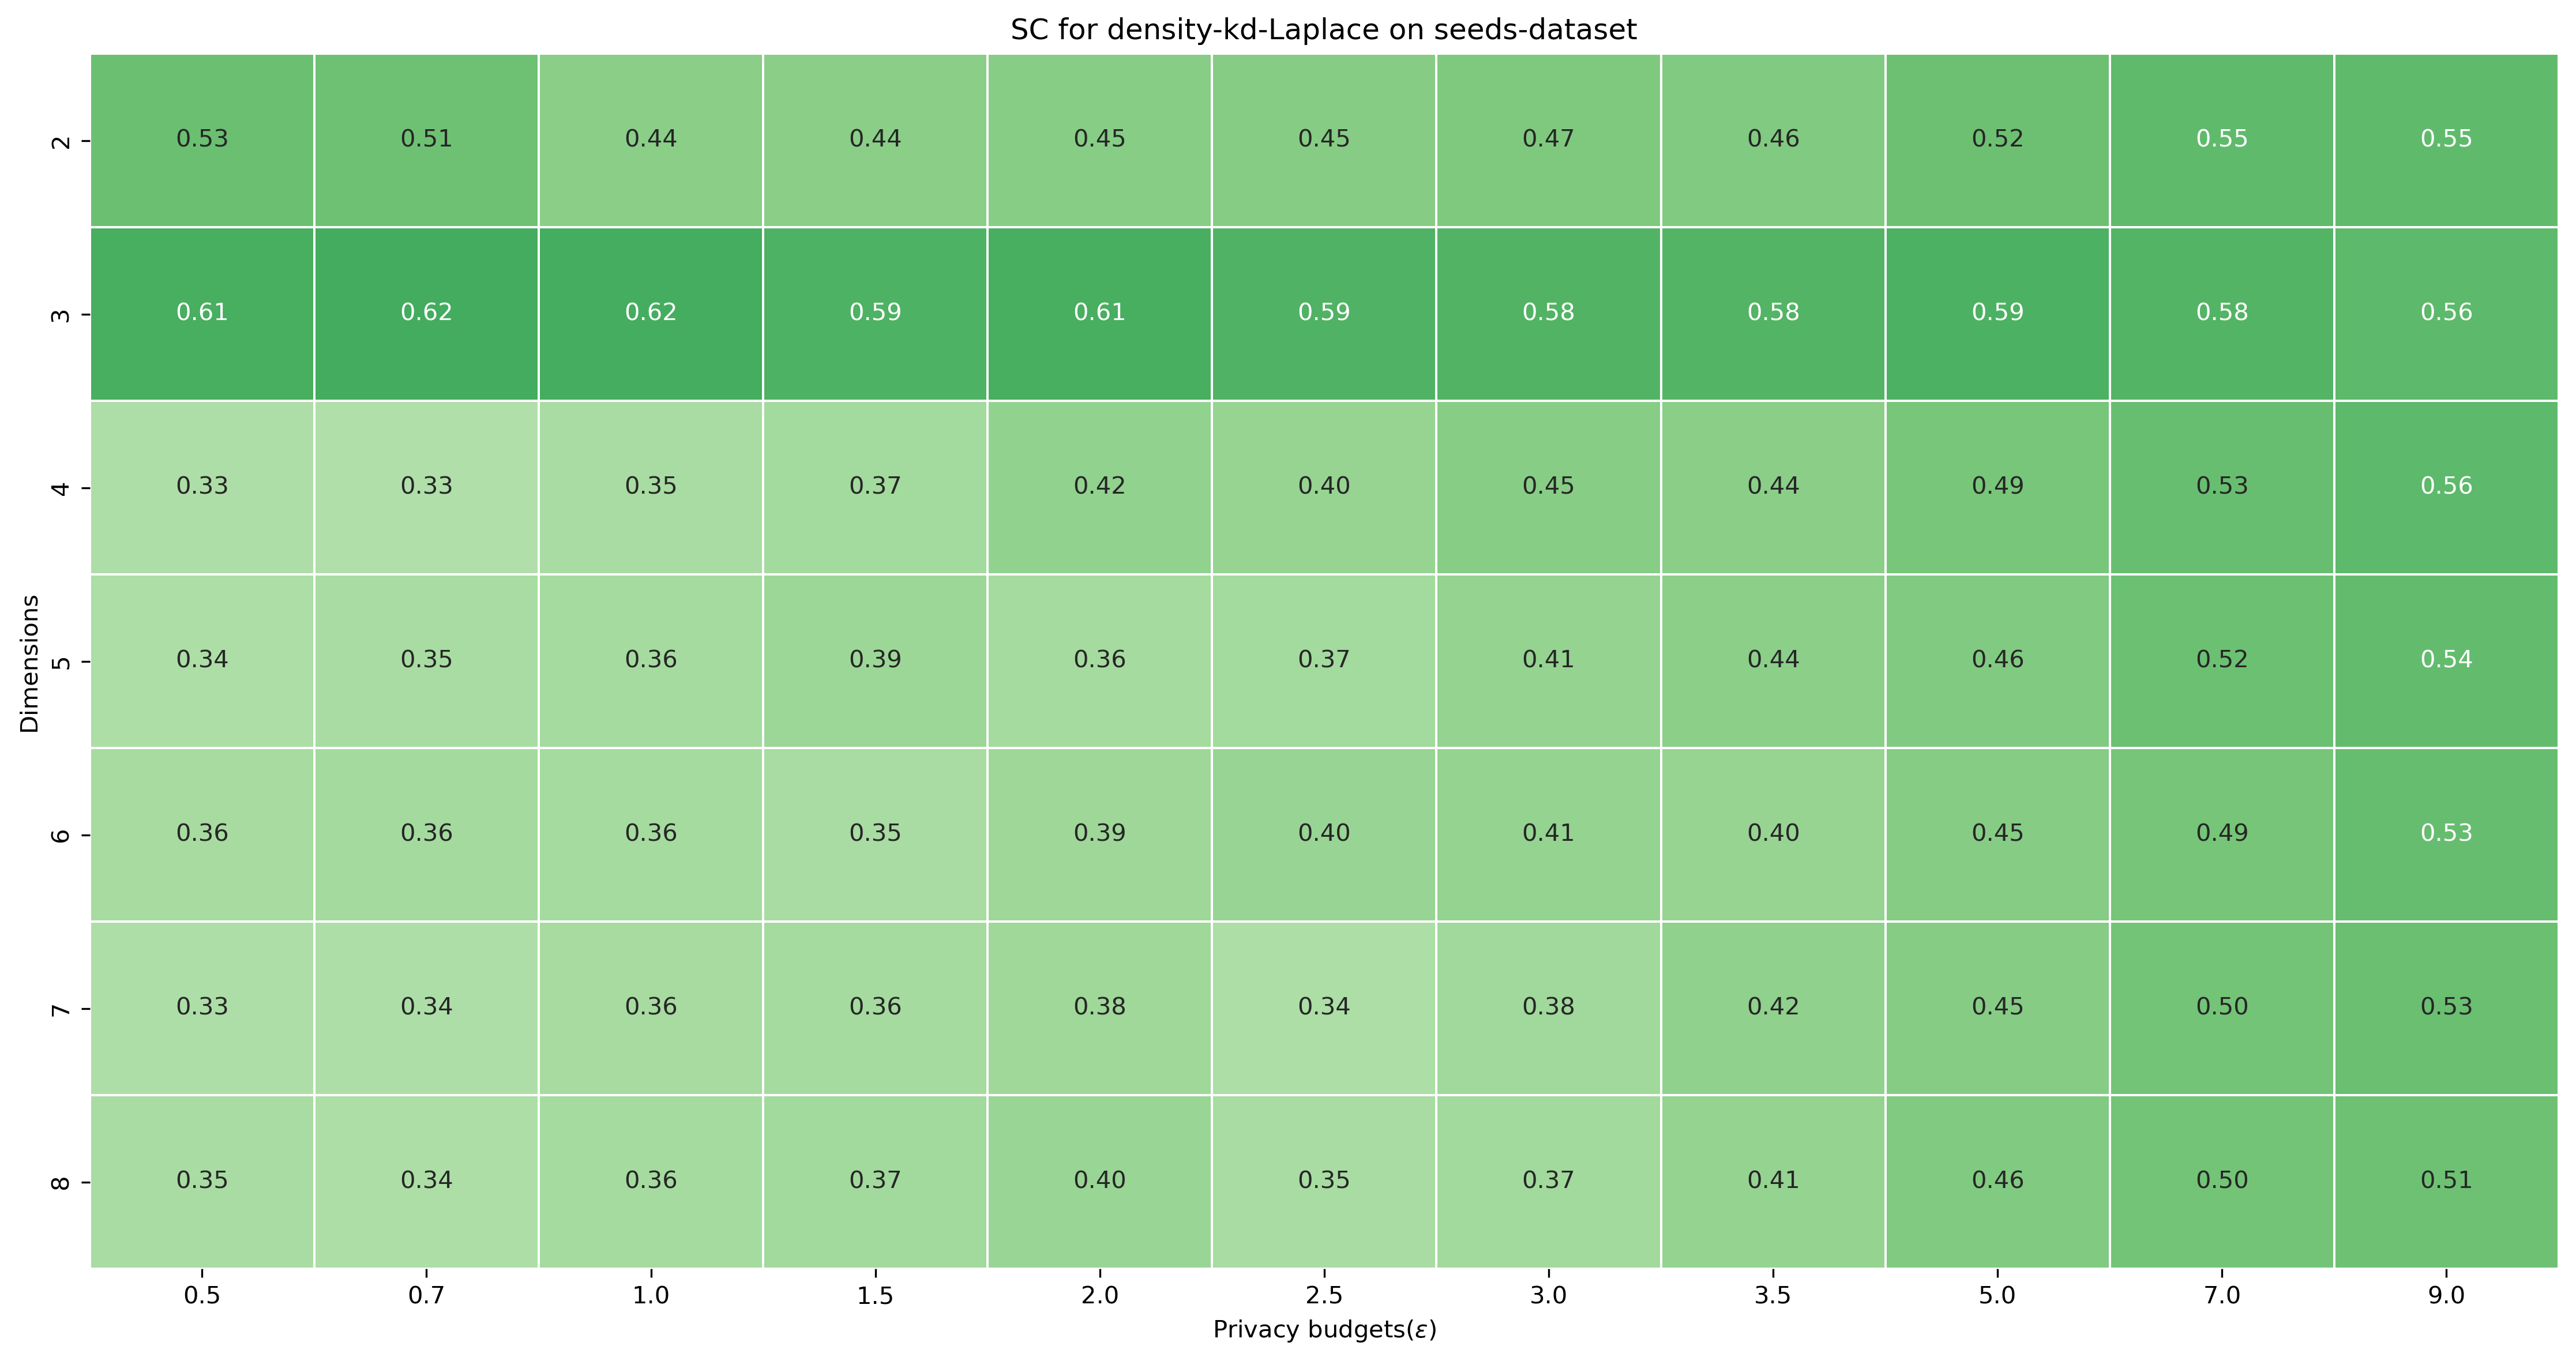 SC for density-kd-Laplace on seeds-dataset
2 0.53 0.51 0.44 0.44 0.45 0.45 0.47 0.46 0.52 0.55 0.55
3 0.61 0.62 0.62 0.59 0.61 0.59 0.58 0.58 0.59 0.58 0.56
4 0.33 0.33 0.35 0.37 0.42 0.40 0.45 0.44 0.49 0.53 0.56
Dimensions
5 0.34 0.35 0.36 0.39 0.36 0.37 0.41 0.44 0.46 0.52 0.54
6 0.36 0.36 0.36 0.35 0.39 0.40 0.41 0.40 0.45 0.49 0.53
7 0.33 0.34 0.36 0.36 0.38 0.34 0.38 0.42 0.45 0.50 0.53
8 0.35 0.34 0.36 0.37 0.40 0.35 0.37 0.41 0.46 0.50 0.51
0.5 0.7 1.0 1.5 2.0 2.5 3.0 3.5 5.0 7.0 9.0
Privacy budgets(ε)